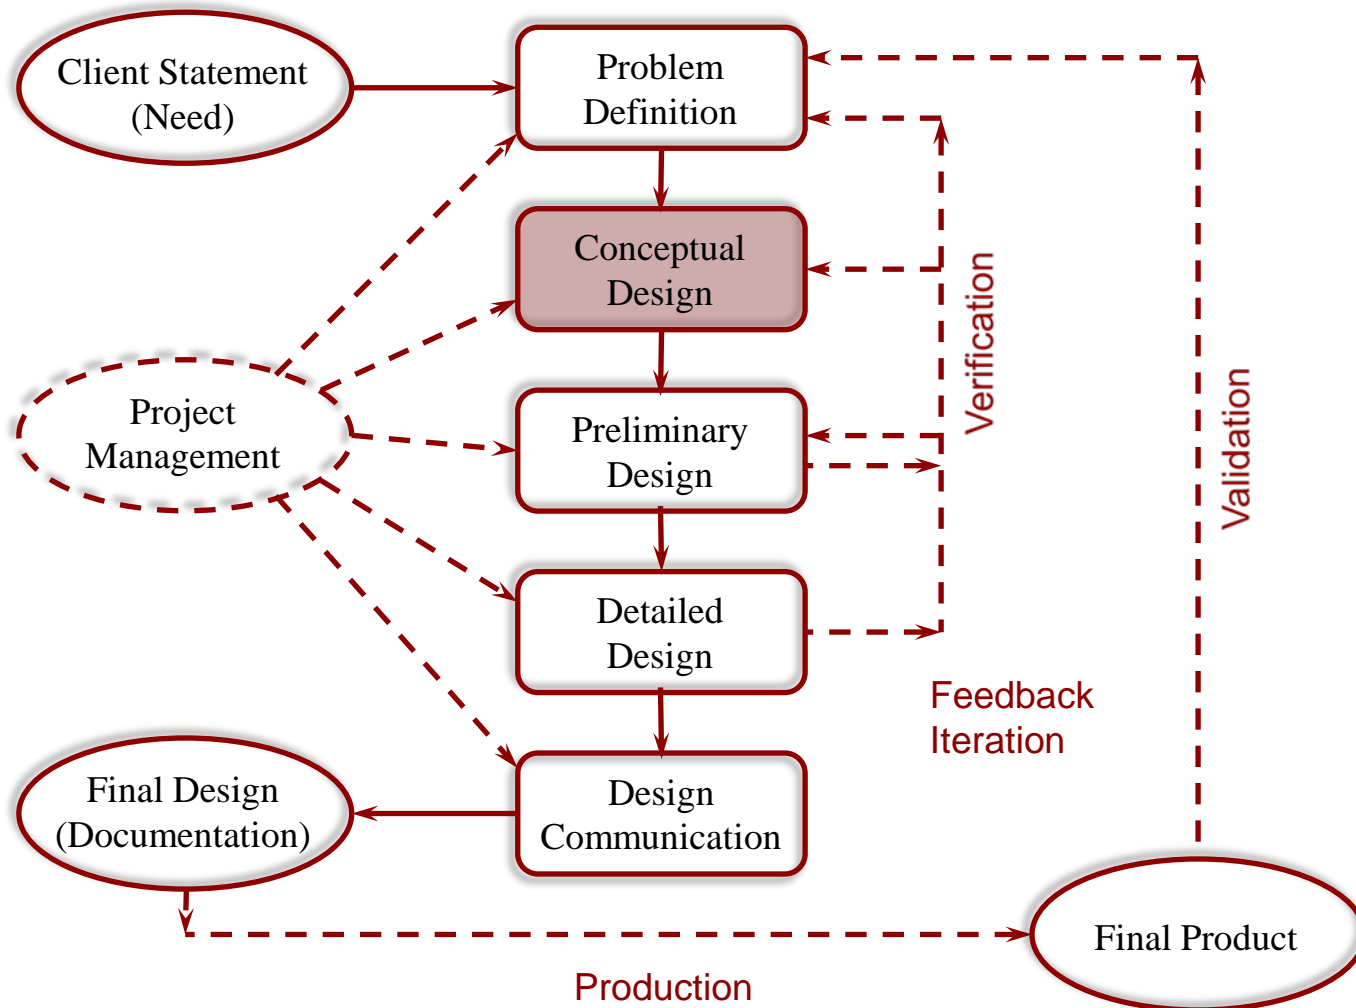 Client Statement
(Need)
Problem
Definition
Conceptual
Design
Verification
Validation
Project
Management
Preliminary
Design
Detailed
Design
Feedback
Iteration
Final Design
(Documentation)
Design
Communication
Final Product
Production